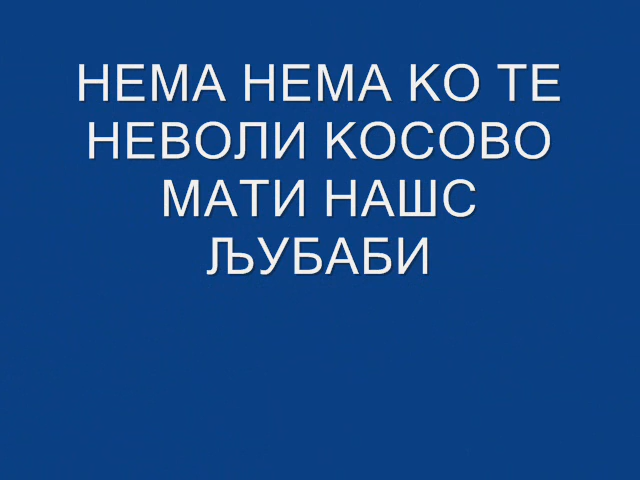 НЕМА НЕМА КО ТЕ
НЕВОЛИ КОСОВО
МАТИ НАШС
ЉУБАБИ